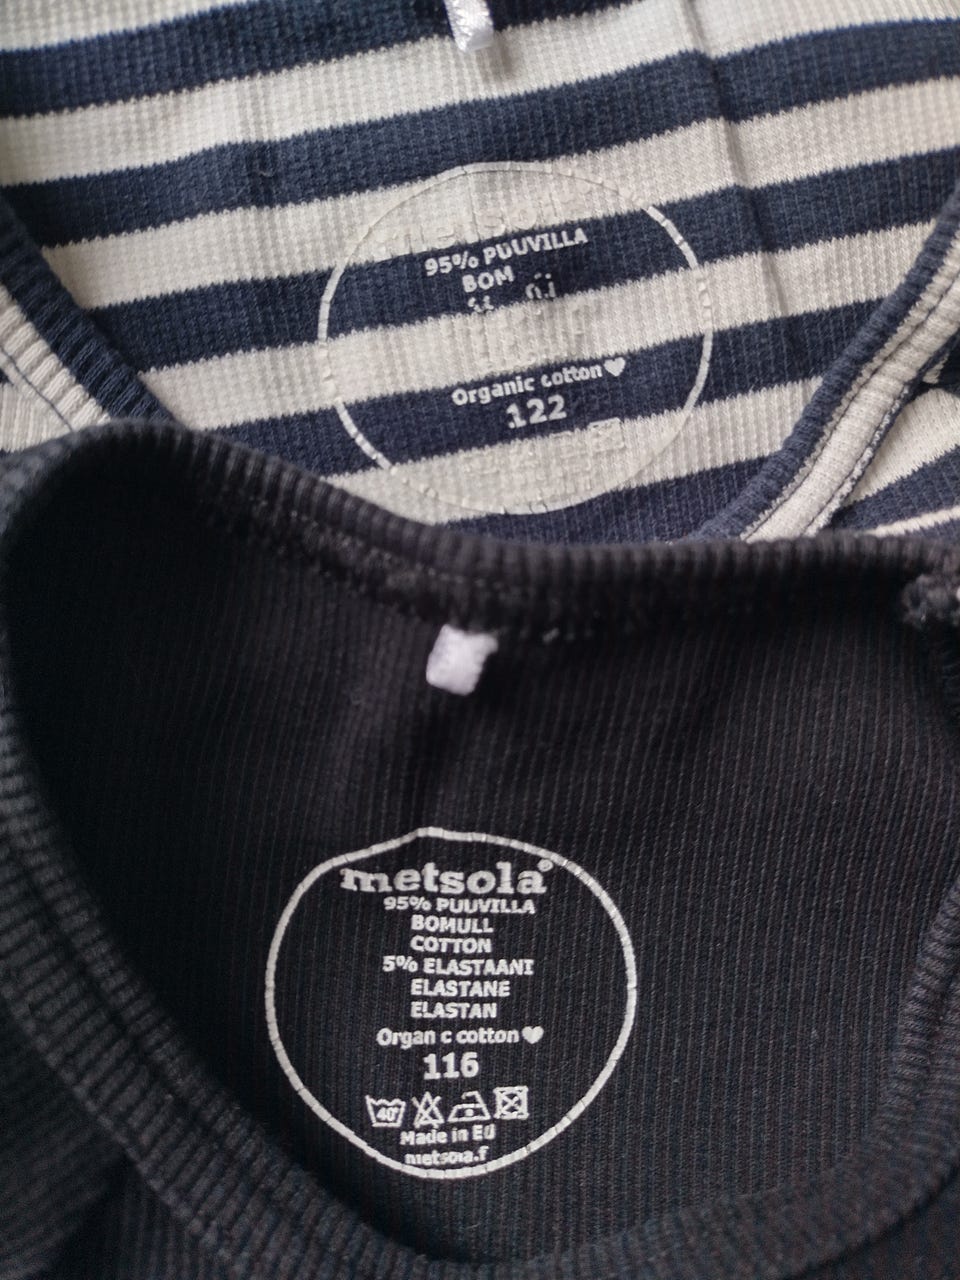 metsola
95% PUUVILLA
BOM
Organic cotton♥
122
metsola®
95% PUUVILLA
BOMULL
COTTON
5% ELASTAANI
ELASTANE
ELASTAN
Organ c cotton♥
116
40°
Made in EU
metsola.f